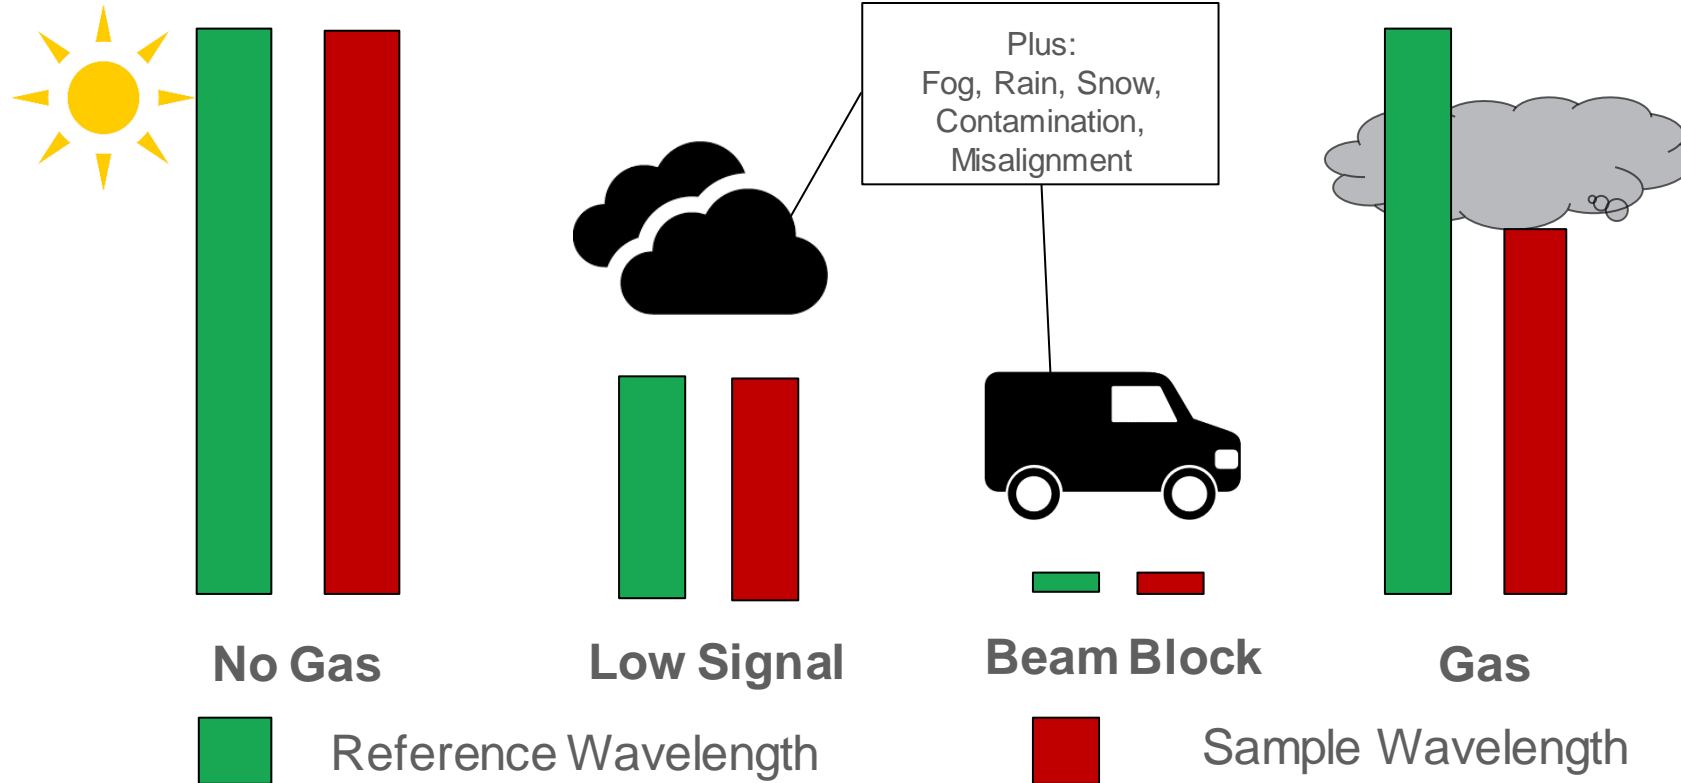 Plus:
Fog, Rain, Snow,
Contamination,
Misalignment
No Gas
Low Signal
Beam Block
Gas
Reference Wavelength
Sample Wavelength